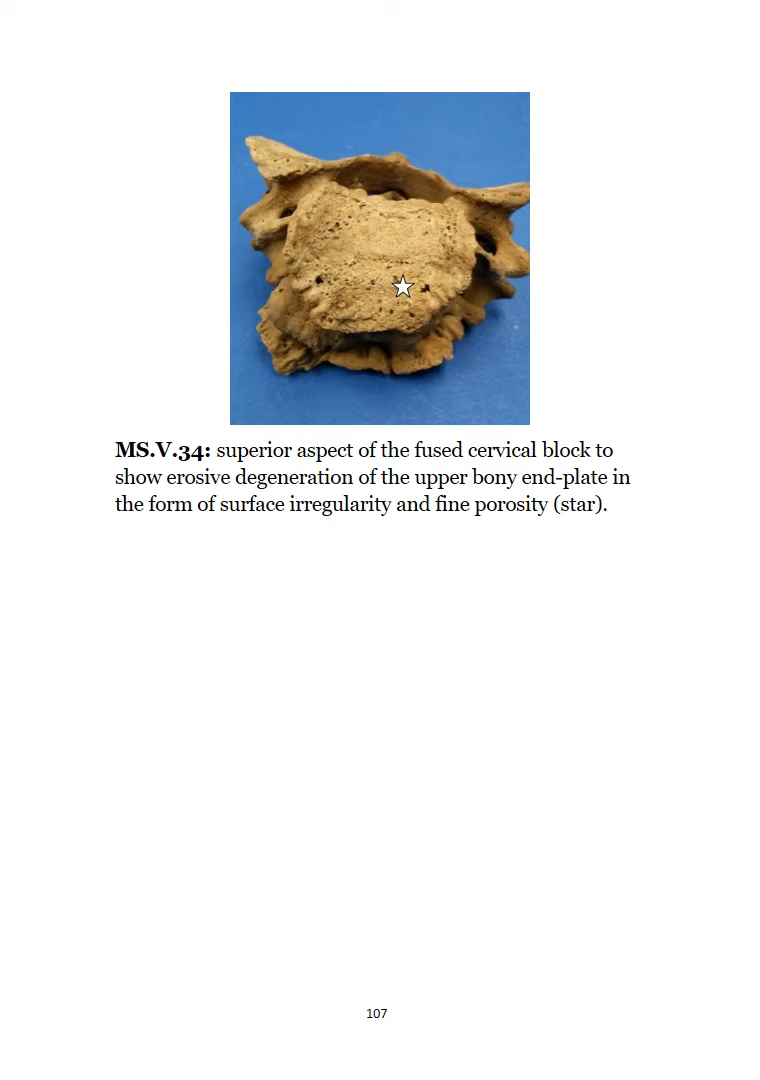 MS.V.34: superior aspect of the fused cervical block to
show erosive degeneration of the upper bony end-plate in
the form of surface irregularity and fine porosity (star).
107